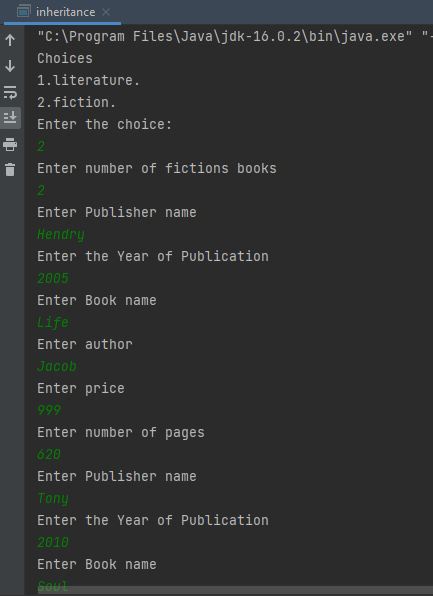 inheritance
"C:\Program Files\Java\jdk-16.0.2\bin\java.exe" "-
Choices
1.literature.
2.fiction.
Enter the choice:
2
Enter number of fictions books
2
Enter Publisher name
Hendry
Enter the Year of Publication
2005
Enter Book name
Life
Enter author
Jacob
Enter price
999
Enter number of pages
620
Enter Publisher name
Tony
Enter the Year of Publication
2010
Enter Book name
Soul